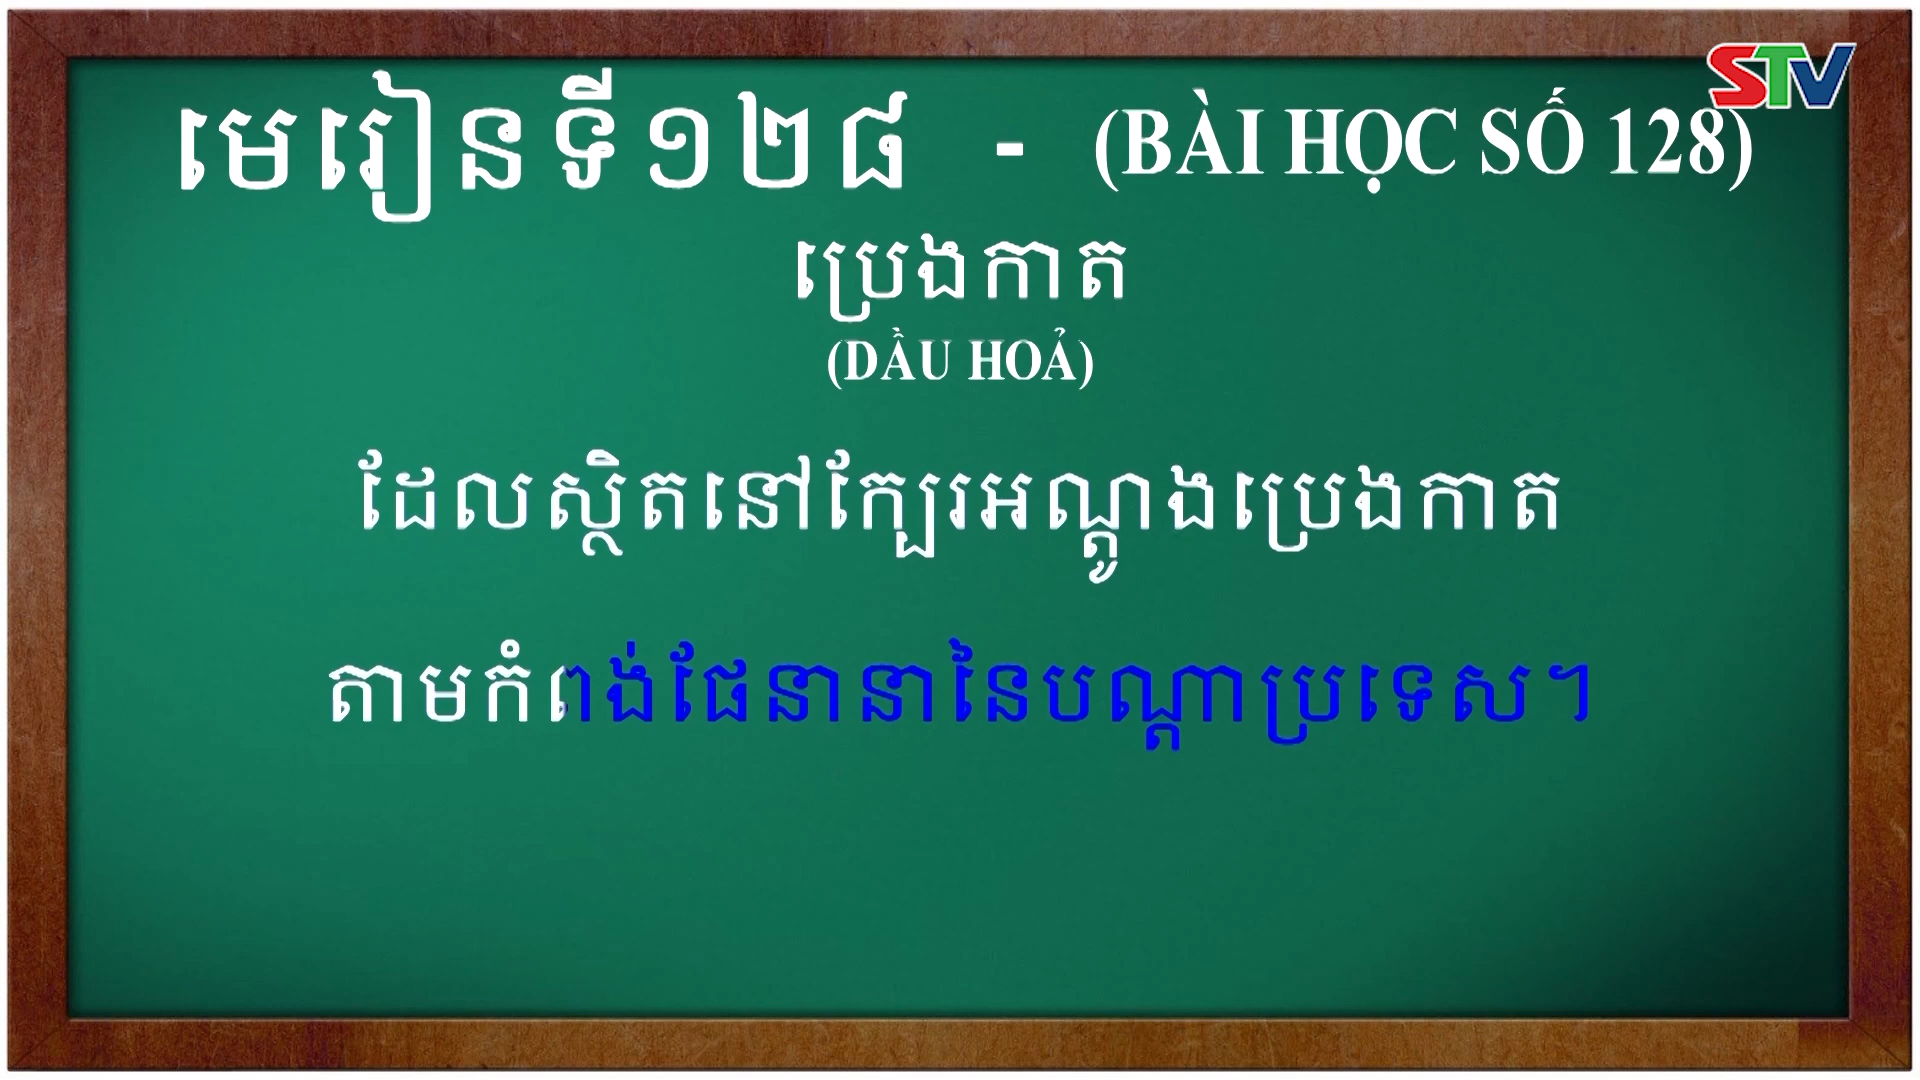 STV
មេរៀនទី១២៨ - (BÀI HỌC SỐ 128)
ប្រេងកាត
(DẦU HOẢ)
ដែលស្ថិតនៅក្បែរអណ្ដូងប្រេងកាត
តាមកំពង់ផែនានានៃបណ្ដាប្រទេស។